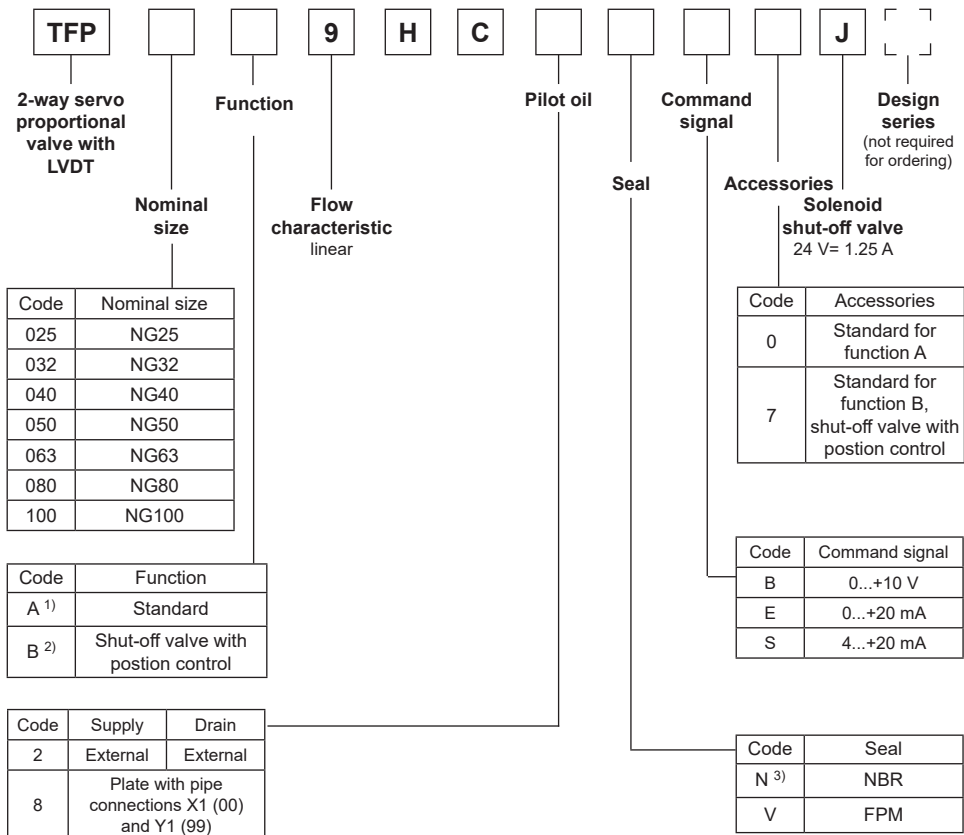 TFP 9 H C J
2-way servo
proportional
valve with
LVDT
Function
Pilot oil
Command
signal
Design
series
(not required
for ordering)
Nominal
size
Flow
characteristic
linear
Seal
Accessories
Solenoid
shut-off valve
24 V= 1.25 A
Code Nominal size
025 NG25
032 NG32
040 NG40
050 NG50
063 NG63
080 NG80
100 NG100
Code Accessories
0 Standard for
function A
7 Standard for
function B,
shut-off valve with
postion control
Code Function
A 1) Standard
B 2) Shut-off valve with
postion control
Code Command signal
B 0...+10 V
E 0...+20 mA
S 4...+20 mA
Code Supply Drain
2 External External
8 Plate with pipe
connections X1 (00)
and Y1 (99)
Code Seal
N 3) NBR
V FPM